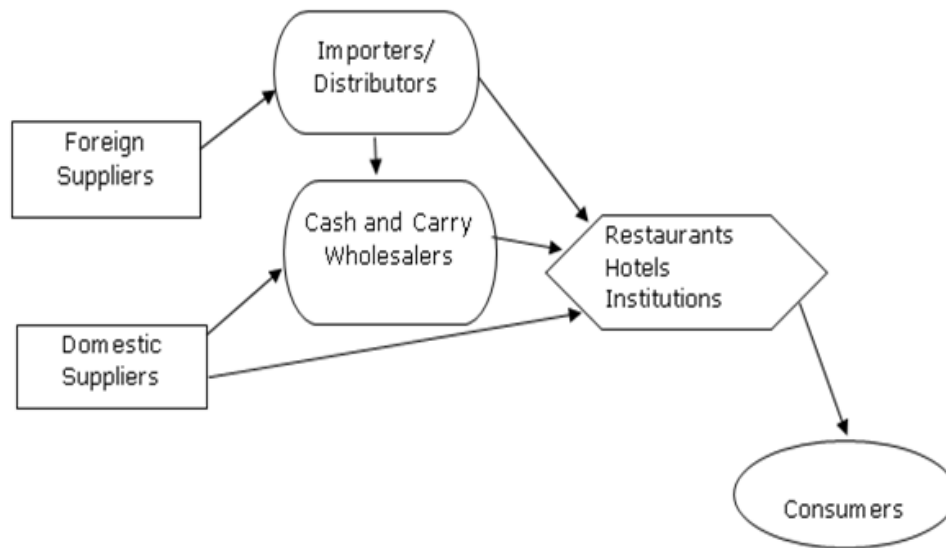 Importers/
Distributors
Foreign
Suppliers
Cash and Carry
Wholesalers
Restaurants
Hotels
Institutions
Domestic
Suppliers
Consumers